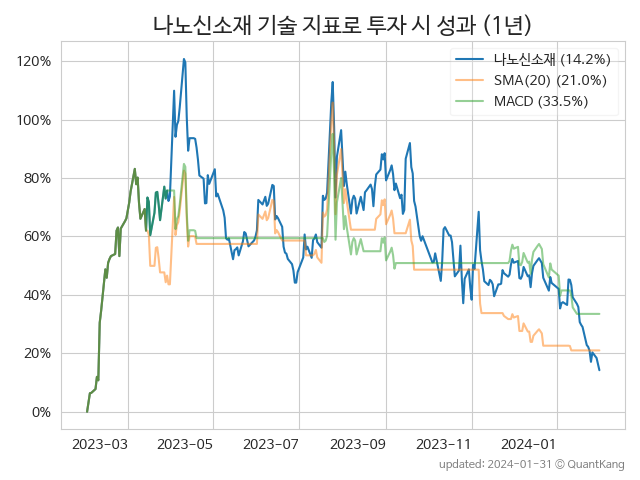 나노신소재 기술 지표로 투자 시 성과 (1년)
나노신소재 (14.2%)
SMA(20) (21.0%)
MACD (33.5%)
120%
100%
80%
60%
40%
20%
0%
2023-03 2023-05 2023-07 2023-09 2023-11 2024-01
updated: 2024-01-31 © QuantKang